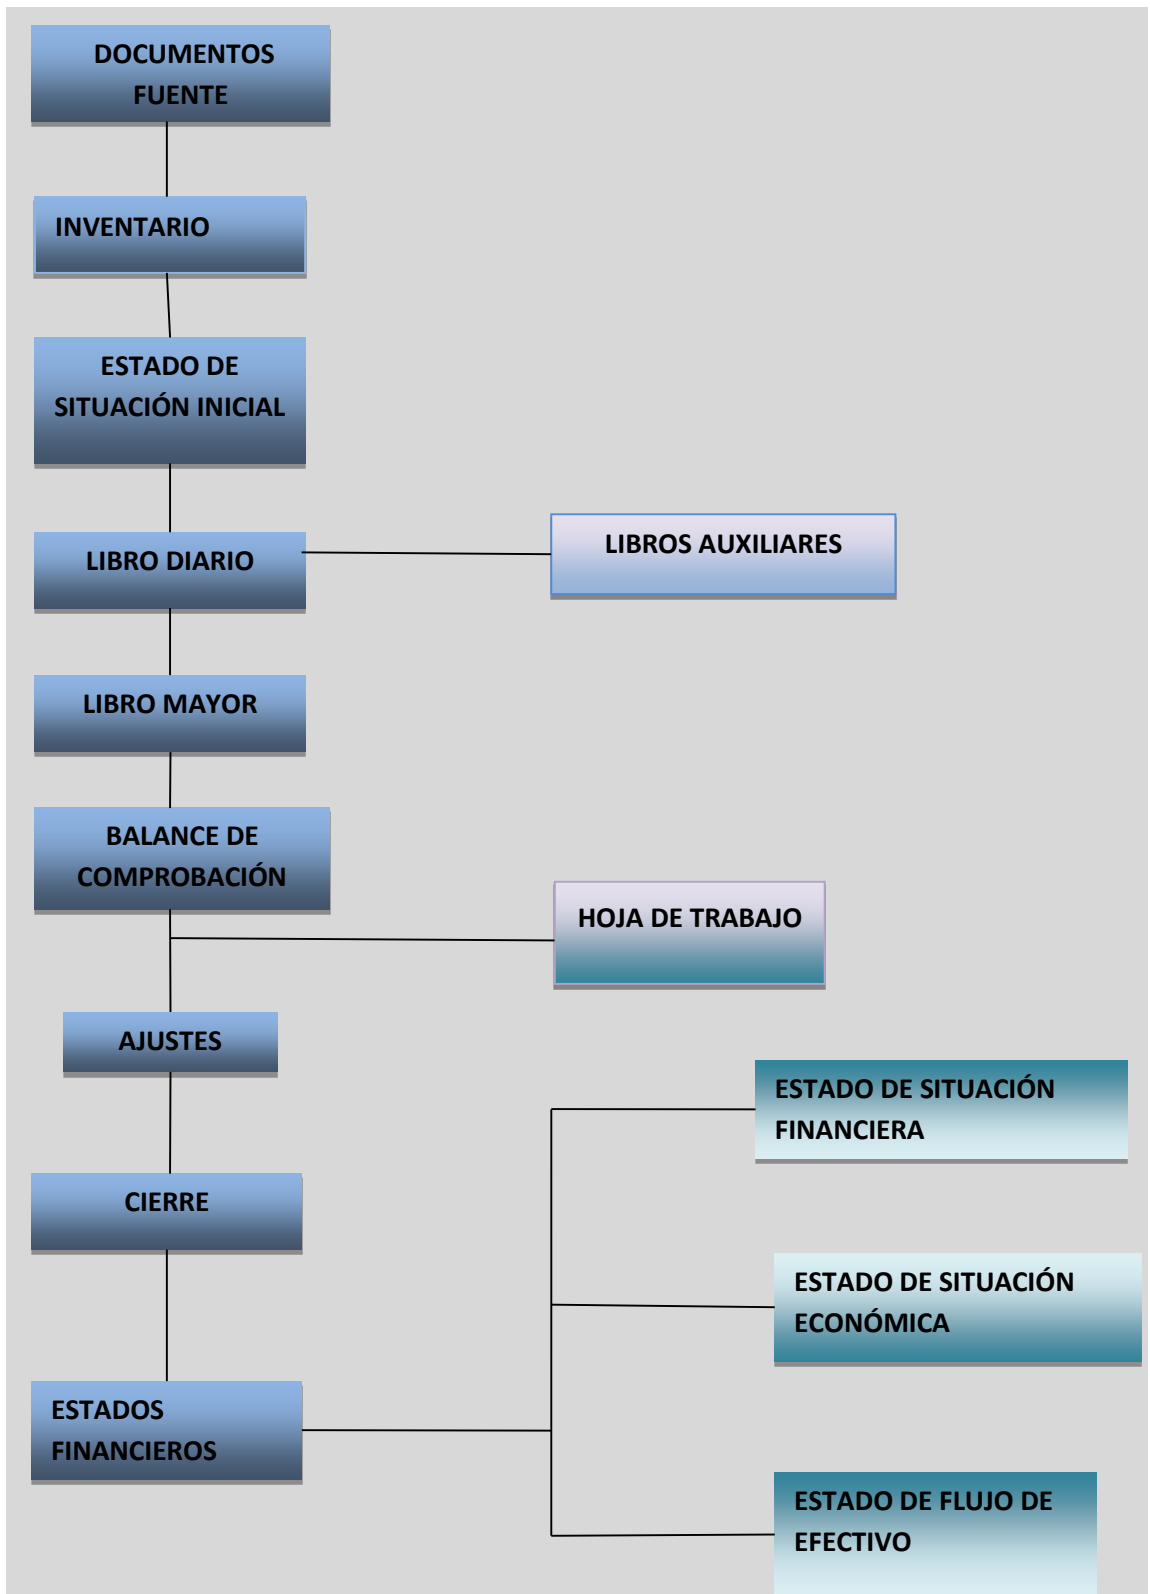 DOCUMENTOS
FUENTE
INVENTARIO
ESTADO DE
SITUACIÓN INICIAL
LIBRO DIARIO
LIBROS AUXILIARES
LIBRO MAYOR
BALANCE DE
COMPROBACIÓN
HOJA DE TRABAJO
AJUSTES
ESTADO DE SITUACIÓN
FINANCIERA
CIERRE
ESTADO DE SITUACIÓN
ECONÓMICA
ESTADOS
FINANCIEROS
ESTADO DE FLUJO DE
EFECTIVO